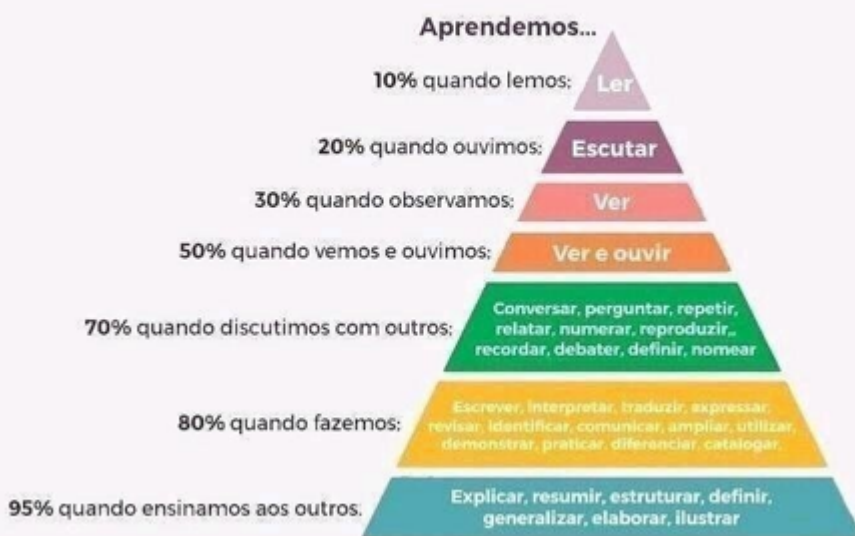 Aprendemos...
10% quando lemos;
Ler
20% quando ouvimos;
Escutar
30% quando observamos;
Ver
50% quando vemos e ouvimos;
Ver e ouvir
70% quando discutimos com outros;
Conversar, perguntar, repetir,
relatar, numerar, reproduzir,..
recordar, debater, definir, nomear
80% quando fazemos;
Escrever, interpretar, traduzir, expressar,
revisar, identificar, comunicar, ampliar, utilizar,
demonstrar, praticar, diferenciar, catalogar,
95% quando ensinamos aos outros.
Explicar, resumir, estruturar, definir,
generalizar, elaborar, ilustrar